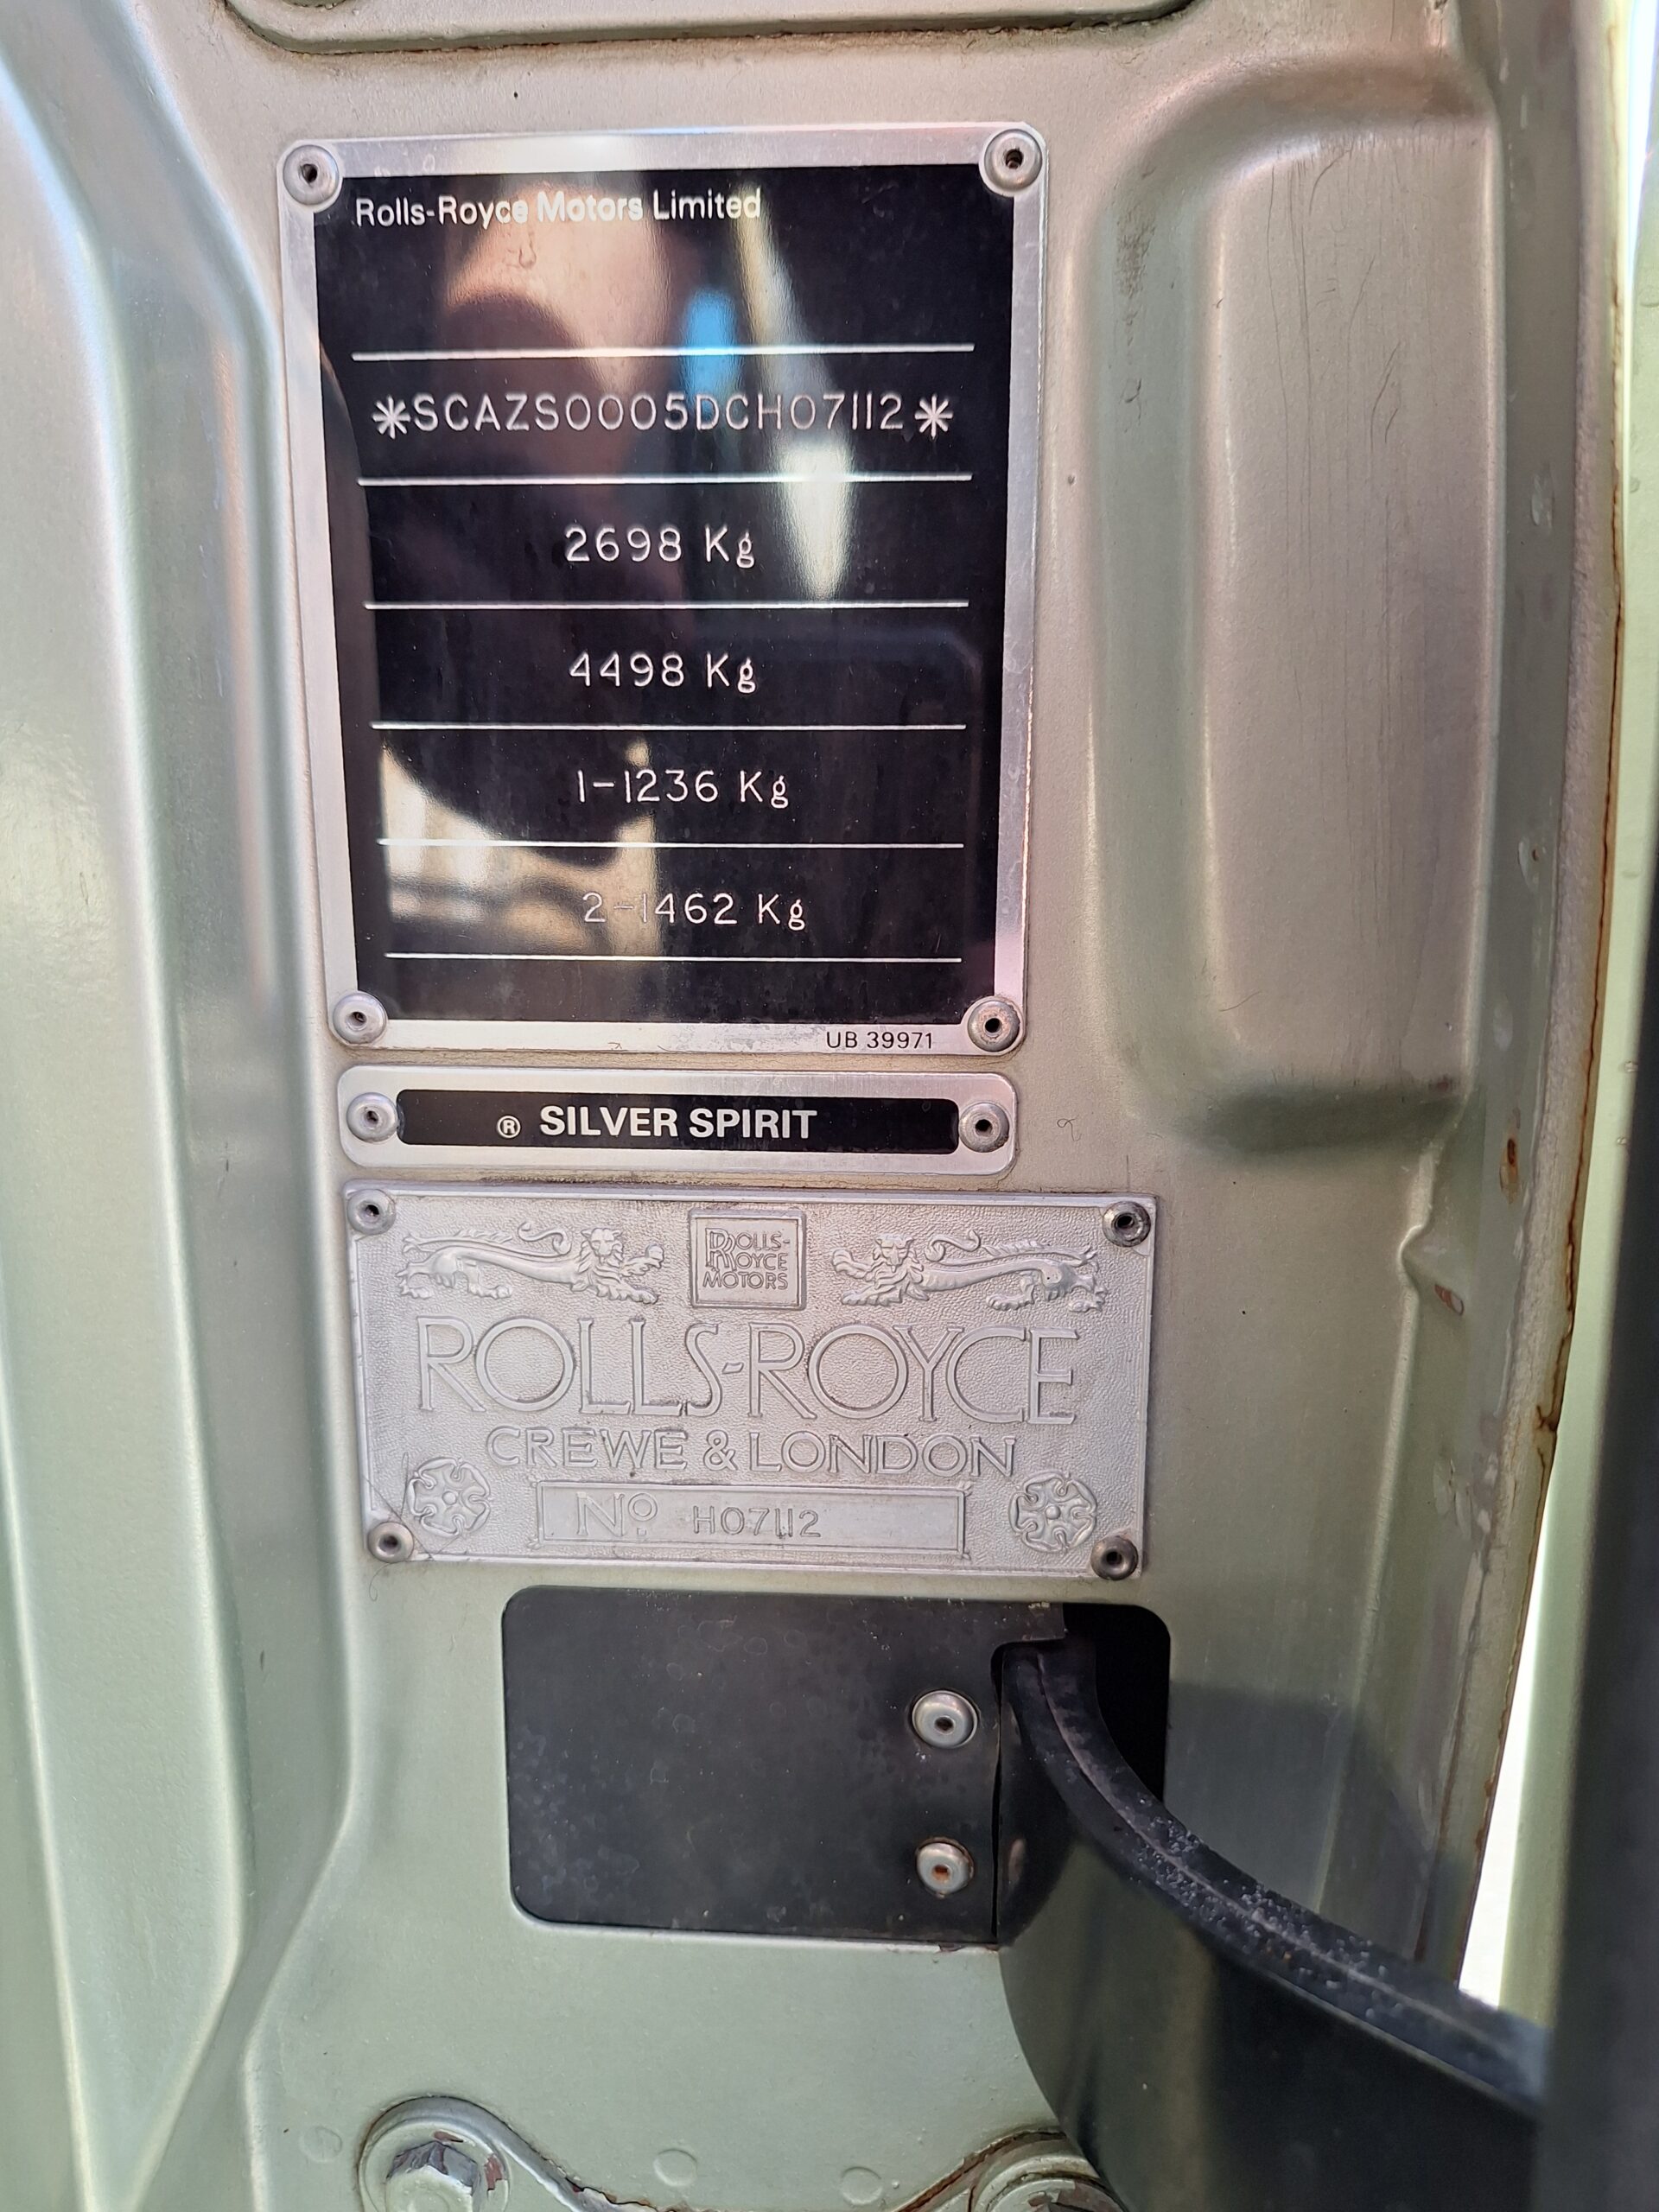 Rolls-Royce Motors Limited
*SCAZS0005DCH07112*
2698 Kg
4498 Kg
1-1236 Kg
2-1462 Kg
UB 39971
® SILVER SPIRIT
ROLLS-
ROYCE
MOTORS
ROLLS-ROYCE
CREWE & LONDON
No H07112